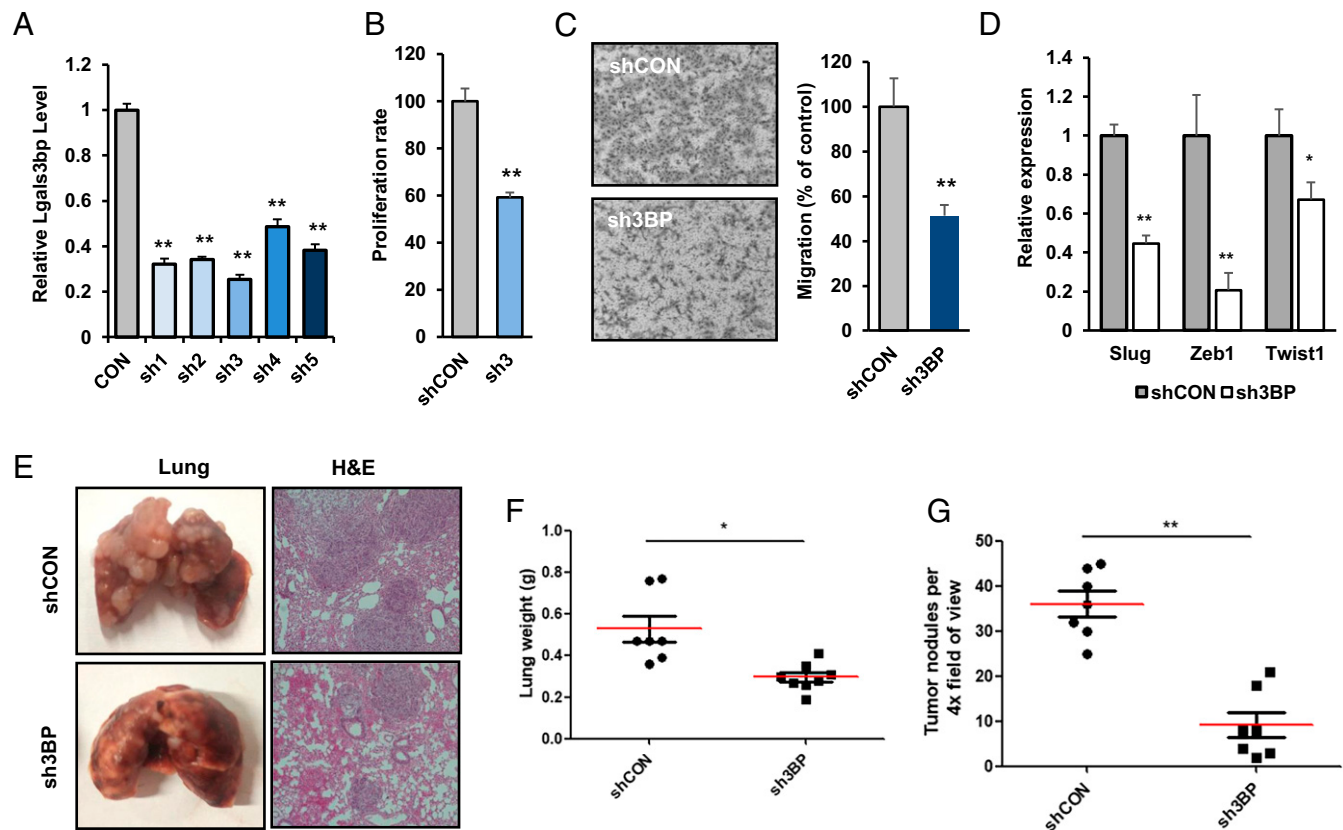 A
Relative Lgals3bp Level
1.2
1
0.8
0.6
0.4
0.2
0
** ** ** ** **
CON sh1 sh2 sh3 sh4 sh5
B
Proliferation rate
120
100
80
60
40
20
0
**
shCON sh3
C
shCON
sh3BP
Migration (% of control)
120
100
80
60
40
20
0
**
shCON sh3BP
D
Relative expression
1.4
1.2
1
0.8
0.6
0.4
0.2
0
** ** *
Slug Zeb1 Twist1
shCON sh3BP
E
Lung H&E
shCON
sh3BP
F
Lung weight (g)
1.0
0.8
0.6
0.4
0.2
0.0
*
shCON sh3BP
G
Tumor nodules per
4x field of view
50
40
30
20
10
0
**
shCON sh3BP